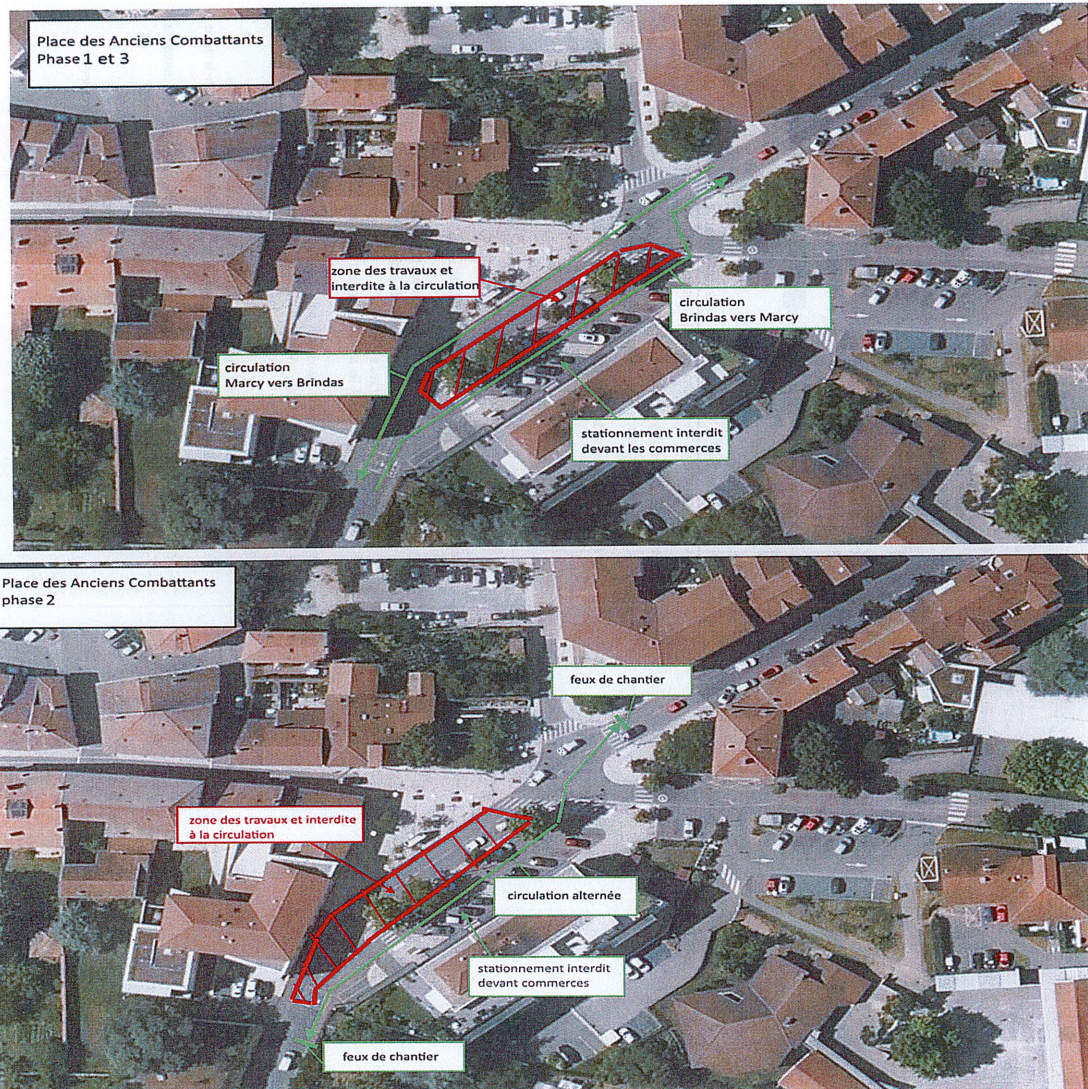 Place des Anciens Combattants
Phase 1 et 3
zone des travaux et
interdite à la circulation
circulation
Brindas vers Marcy
circulation
Marcy vers Brindas
stationnement interdit
devant les commerces
Place des Anciens Combattants
phase 2
feux de chantier
zone des travaux et interdite
à la circulation
circulation alternée
stationnement interdit
devant commerces
feux de chantier